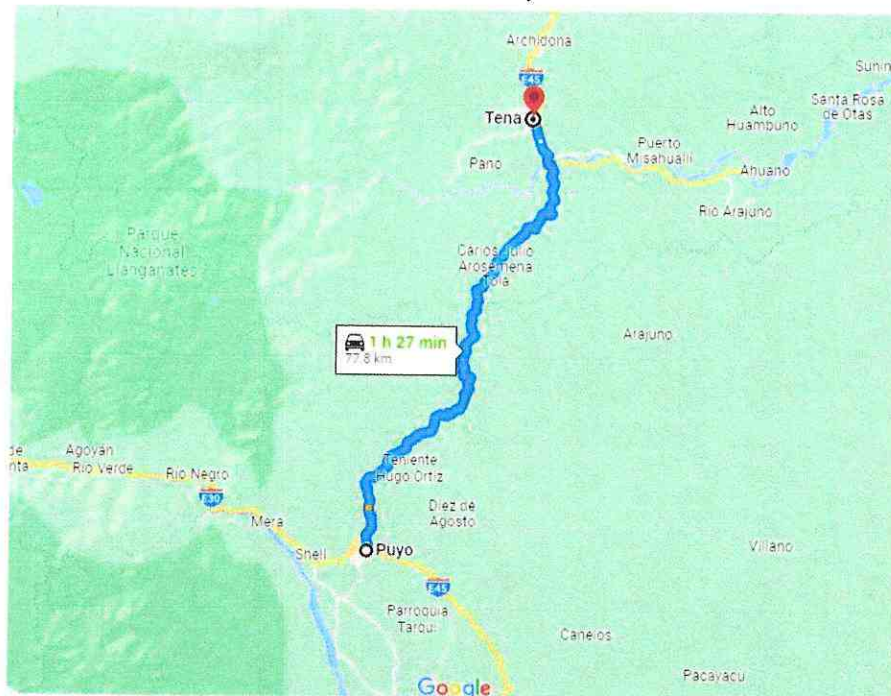 Archidona
E45
Sunin
Tena
Alto
Huambuno
Santa Rosa
de Otas
Pano
Puerto
Misahualli
Ahuano
Rio Arajuno
Parque
Nacional
Llanganates
Carlos Julio
Arosemena
Tola
1 h 27 min
77.8 km
Arajuno
de
nta
Agoyán
Rio Verde
Rio Negro
E30
Mera
Teniente
Hugo Ortiz
Diez de
Agosto
Shell
Puyo
Villano
E45
Parroquia
Tarqui
Canelos
Pacayacu
Google